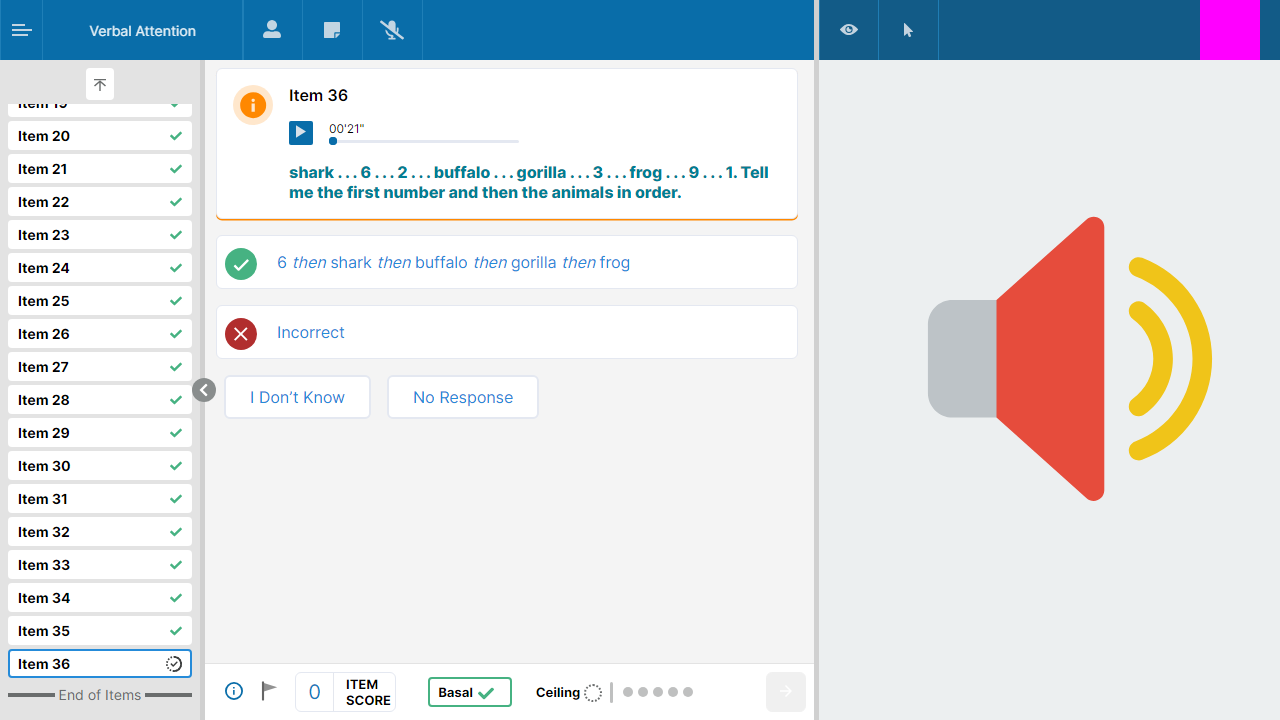 Verbal Attention
Item 19
Item 20
Item 21
Item 22
Item 23
Item 24
Item 25
Item 26
Item 27
Item 28
Item 29
Item 30
Item 31
Item 32
Item 33
Item 34
Item 35
Item 36
End of Items
Item 36
00'21"
shark . . . 6 . . . 2 . . . buffalo . . . gorilla . . . 3 . . . frog . . . 9 . . . 1. Tell
me the first number and then the animals in order.
6 then shark then buffalo then gorilla then frog
Incorrect
I Don’t Know
No Response
0
ITEM
SCORE
Basal
Ceiling